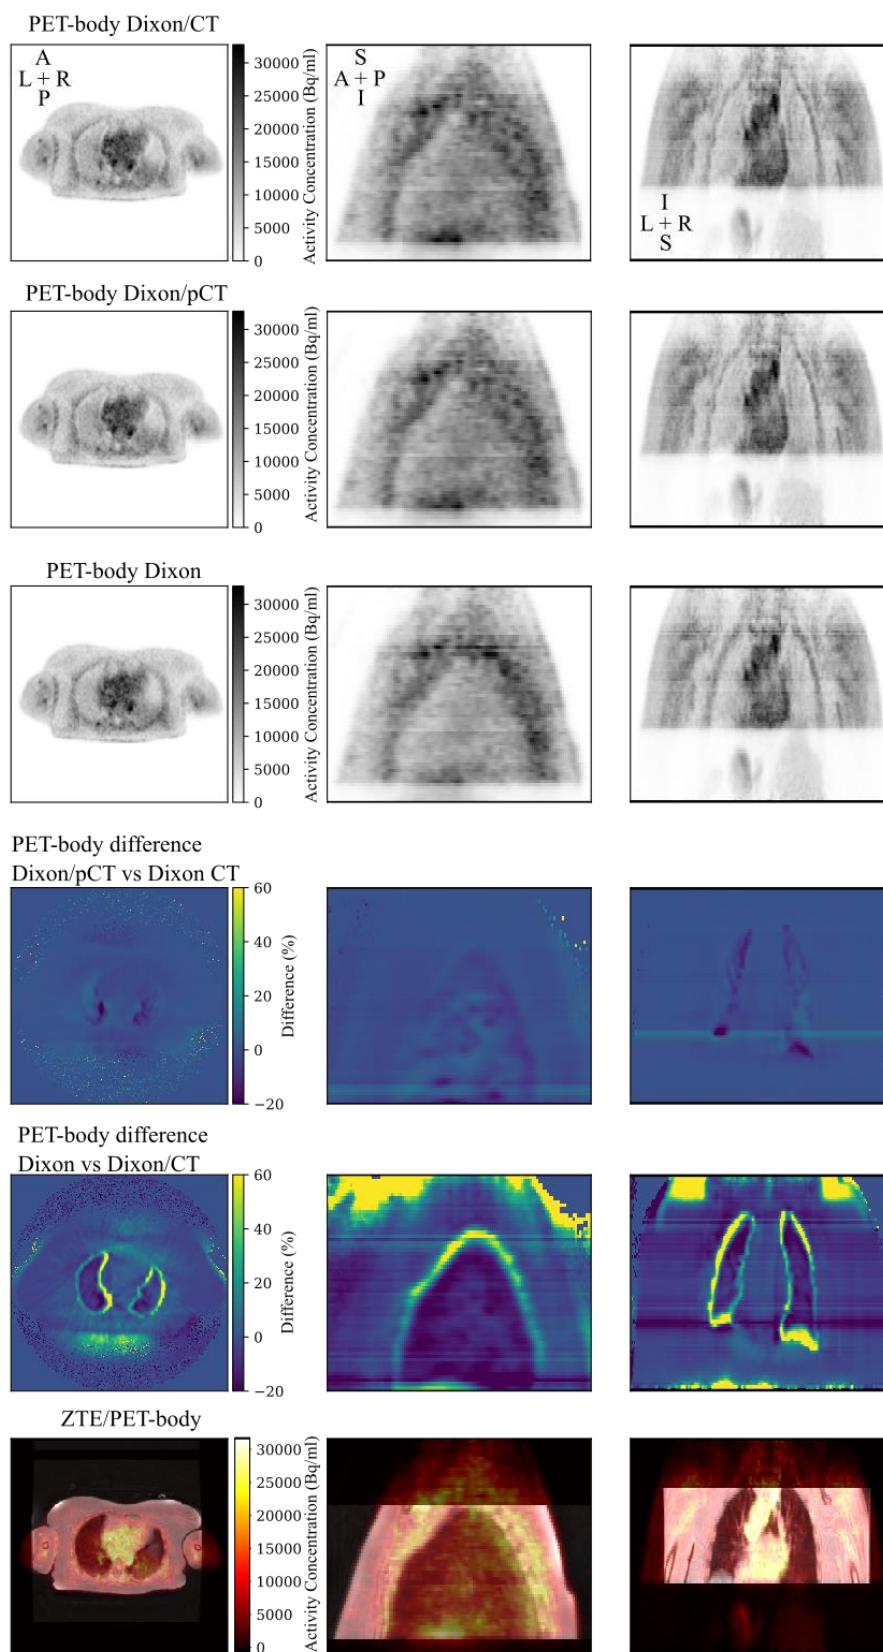 PET-body Dixon/CT
A
L + R
P
30000
25000
20000
15000
10000
5000
0
Activity Concentration (Bq/ml)
S
A + P
I
I
L + R
S
PET-body Dixon/pCT
30000
25000
20000
15000
10000
5000
0
Activity Concentration (Bq/ml)
PET-body Dixon
30000
25000
20000
15000
10000
5000
0
Activity Concentration (Bq/ml)
PET-body difference
Dixon/pCT vs Dixon CT
60
40
20
0
−20
Difference (%)
PET-body difference
Dixon vs Dixon/CT
60
40
20
0
−20
Difference (%)
ZTE/PET-body
30000
25000
20000
15000
10000
5000
0
Activity Concentration (Bq/ml)